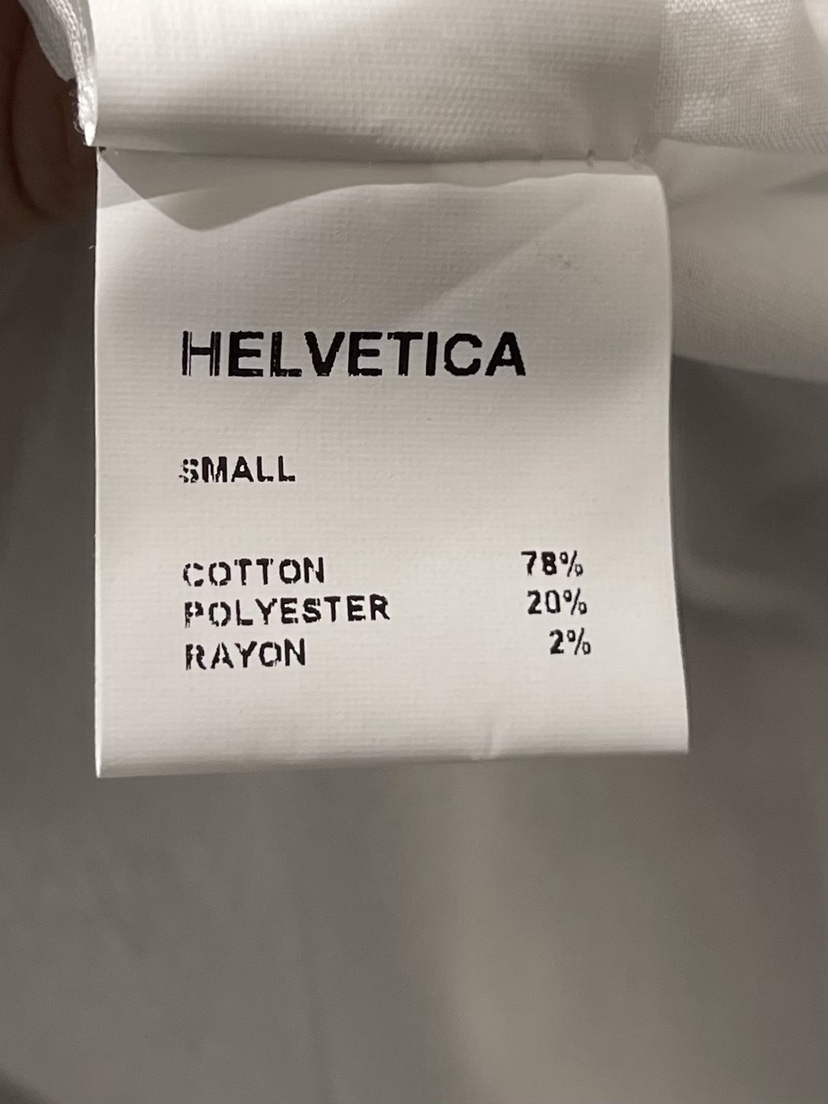 HELVETICA
SMALL
COTTON 78%
POLYESTER 20%
RAYON 2%